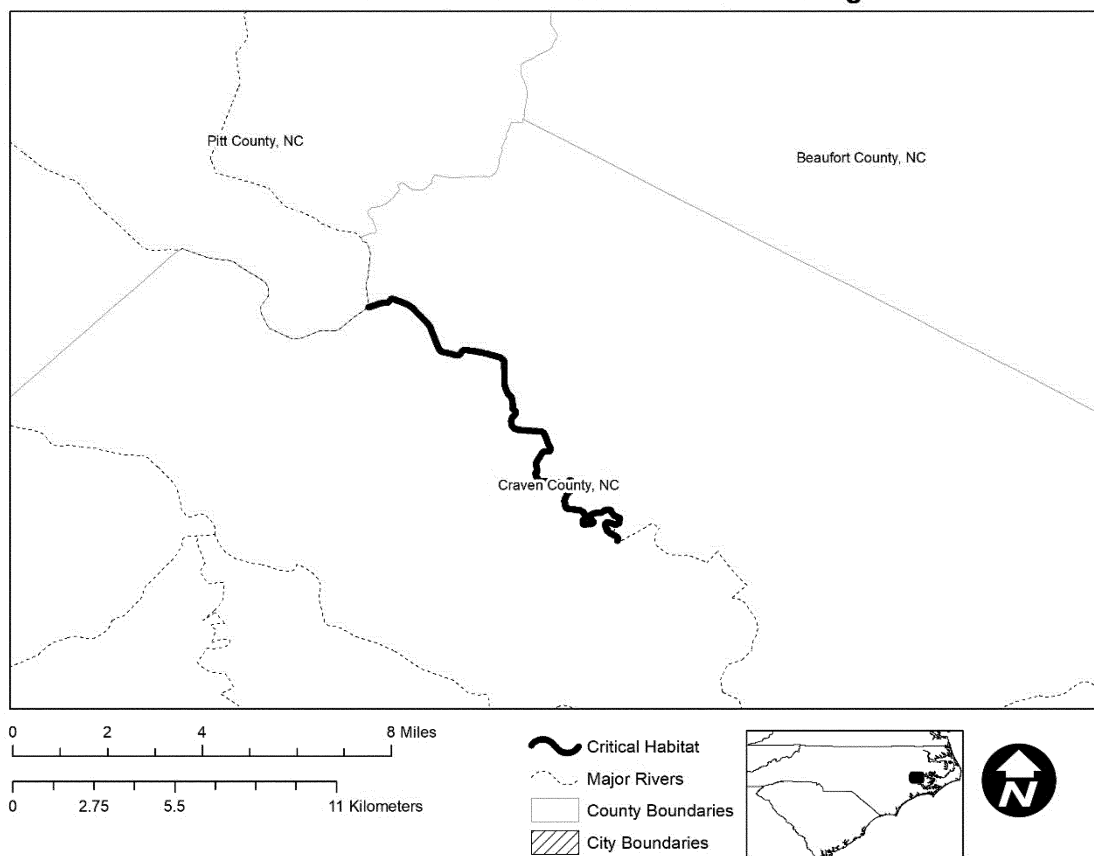 Pitt County, NC
Beaufort County, NC
Craven County, NC
0 2 4 8 Miles
0 2.75 5.5 11 Kilometers
Critical Habitat
Major Rivers
County Boundaries
City Boundaries
N